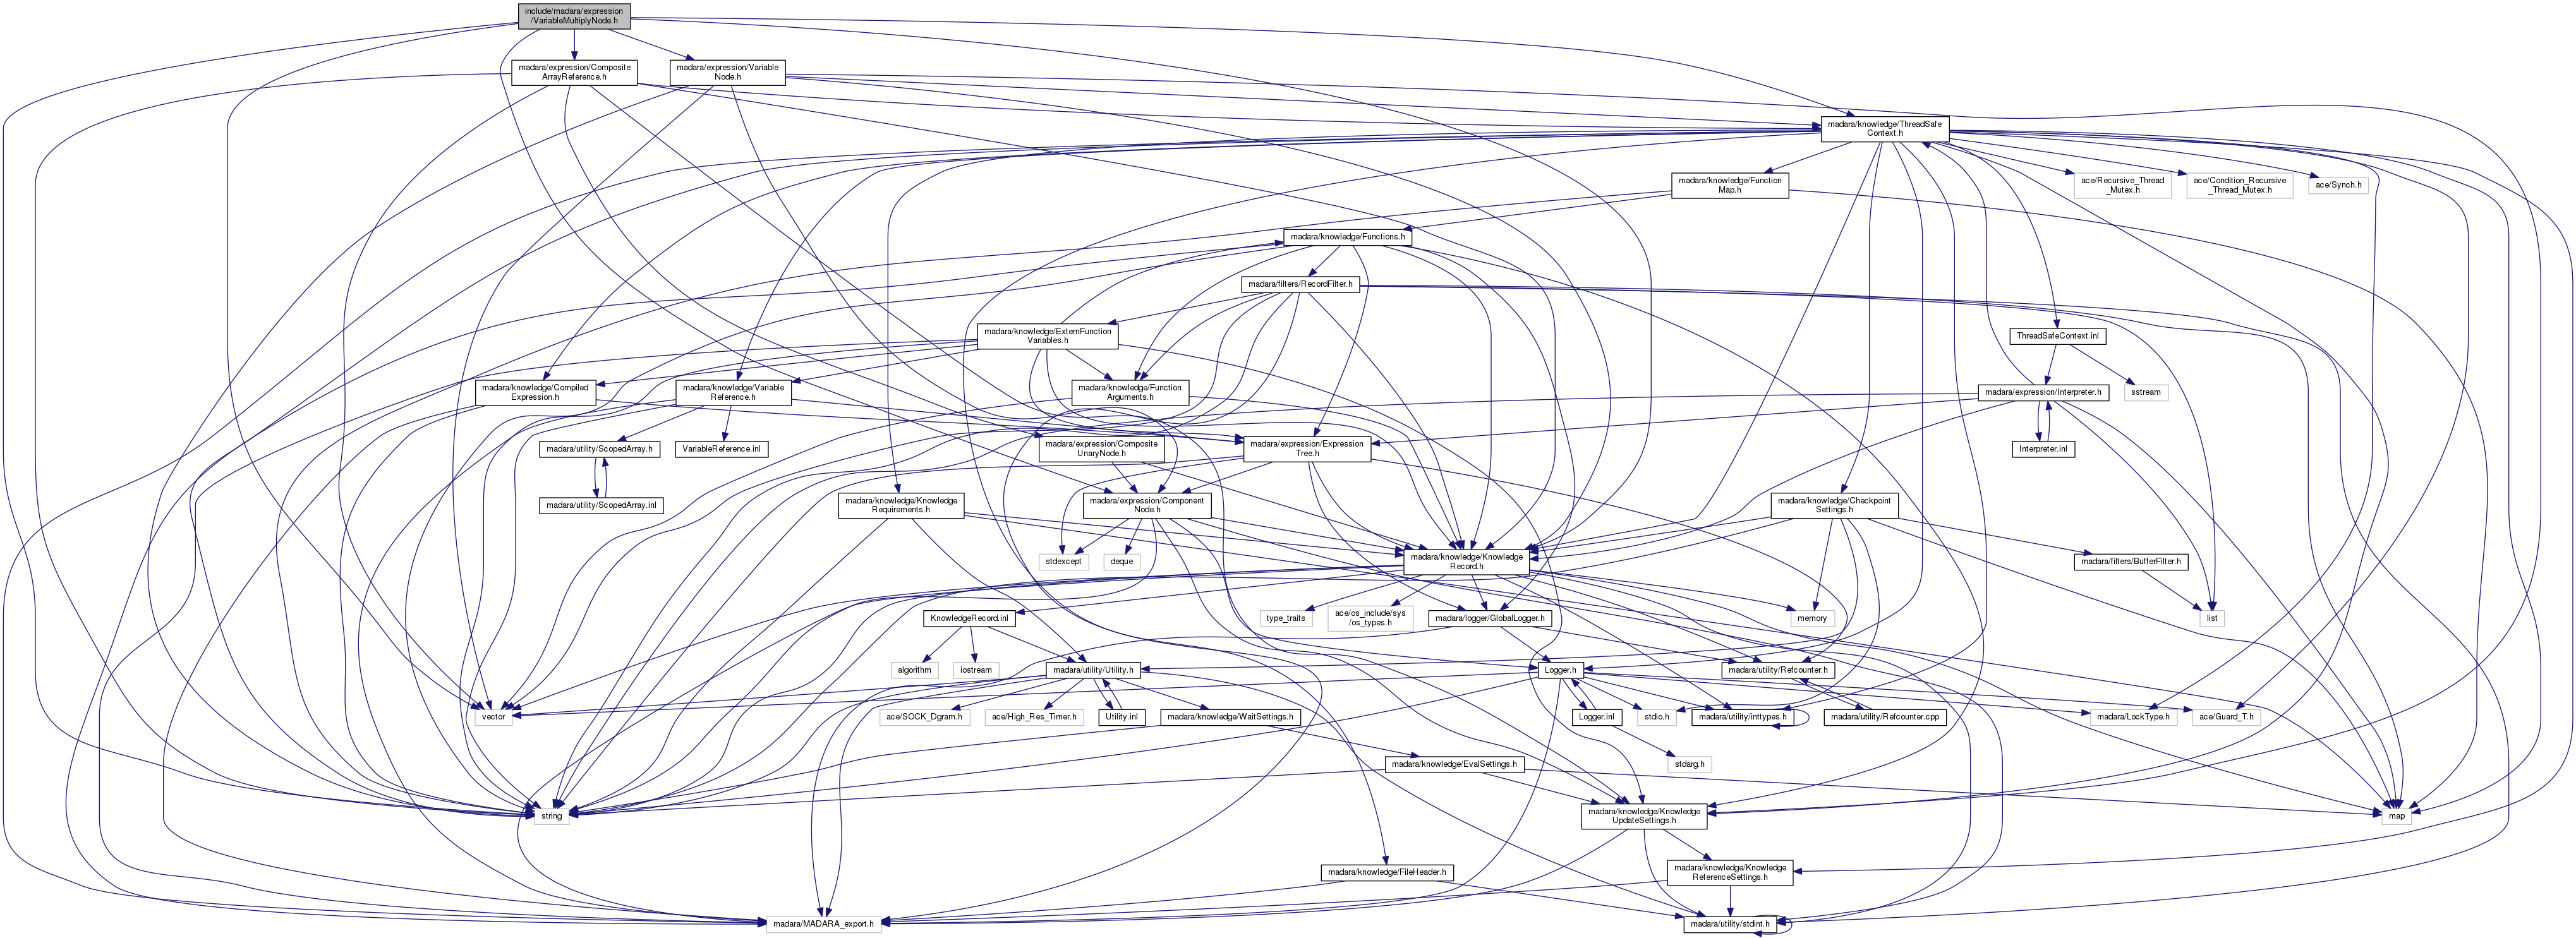 include/madara/expression
/VariableMultiplyNode.h
madara/expression/Composite
ArrayReference.h
madara/expression/Variable
Node.h
madara/knowledge/ThreadSafe
Context.h
madara/knowledge/Function
Map.h
ace/Recursive_Thread
_Mutex.h
ace/Condition_Recursive
_Thread_Mutex.h
ace/Synch.h
madara/knowledge/Functions.h
madara/filters/RecordFilter.h
madara/knowledge/ExternFunction
Variables.h
ThreadSafeContext.inl
madara/knowledge/Compiled
Expression.h
madara/knowledge/Variable
Reference.h
madara/knowledge/Function
Arguments.h
madara/expression/Interpreter.h
sstream
madara/utility/ScopedArray.h
VariableReference.inl
madara/expression/Composite
UnaryNode.h
madara/expression/Expression
Tree.h
Interpreter.inl
madara/utility/ScopedArray.inl
madara/knowledge/Knowledge
Requirements.h
madara/expression/Component
Node.h
madara/knowledge/Checkpoint
Settings.h
stdexcept
deque
madara/knowledge/Knowledge
Record.h
madara/filters/BufferFilter.h
KnowledgeRecord.inl
type_traits
ace/os_include/sys
/os_types.h
madara/logger/GlobalLogger.h
memory
list
algorithm
iostream
madara/utility/Utility.h
Logger.h
madara/utility/Refcounter.h
vector
ace/SOCK_Dgram.h
ace/High_Res_Timer.h
Utility.inl
madara/knowledge/WaitSettings.h
Logger.inl
stdio.h
madara/utility/inttypes.h
madara/utility/Refcounter.cpp
madara/LockType.h
ace/Guard_T.h
madara/knowledge/EvalSettings.h
stdarg.h
string
madara/knowledge/Knowledge
UpdateSettings.h
map
madara/knowledge/FileHeader.h
madara/knowledge/Knowledge
ReferenceSettings.h
madara/MADARA_export.h
madara/utility/stdint.h